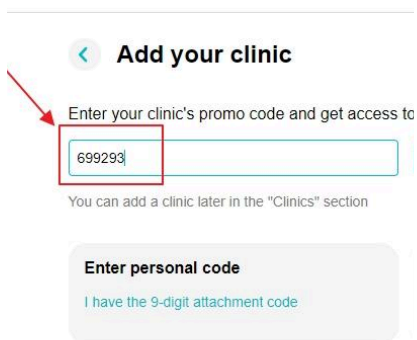 Add your clinic
Enter your clinic's promo code and get access to
699293
You can add a clinic later in the "Clinics" section
Enter personal code
I have the 9-digit attachment code